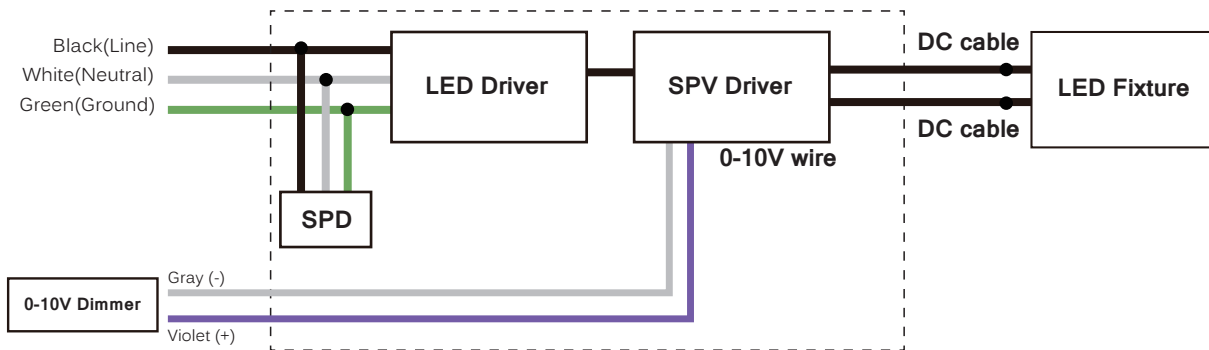 Black(Line)
White(Neutral)
Green(Ground)
LED Driver
SPV Driver
DC cable
DC cable
LED Fixture
0-10V wire
SPD
0-10V Dimmer
Gray (-)
Violet (+)